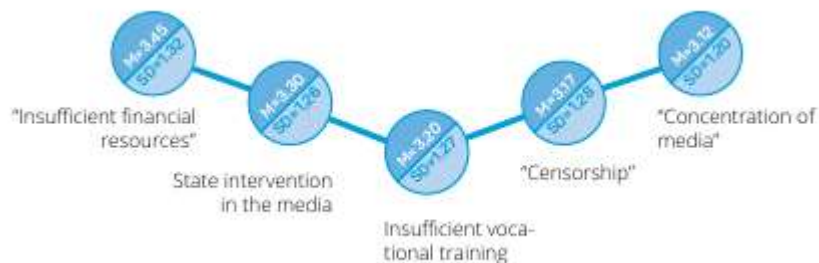 M=3.45
SD=1.32
"Insufficient financial
resources"
M=3.30
SD=1.26
State intervention
in the media
M=3.20
SD=1.27
Insufficient voca-
tional training
M=3.17
SD=1.29
"Censorship"
M=3.12
SD=1.20
"Concentration of
media"